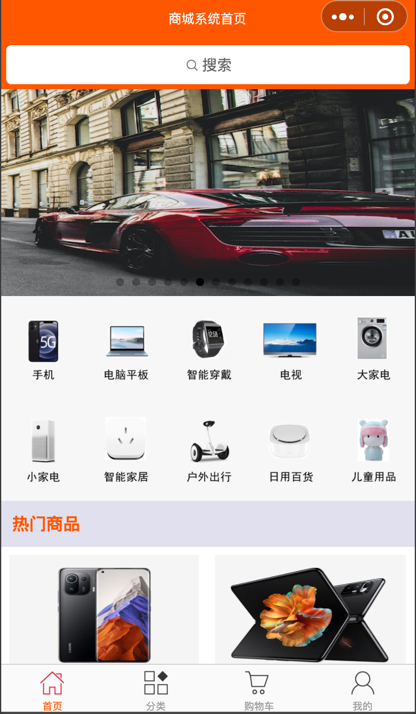 商城系统首页
搜索
5G
手机
电脑平板
智能穿戴
电视
大家电
小家电
智能家居
户外出行
日用百货
儿童用品
热门商品
首页
分类
购物车
我的